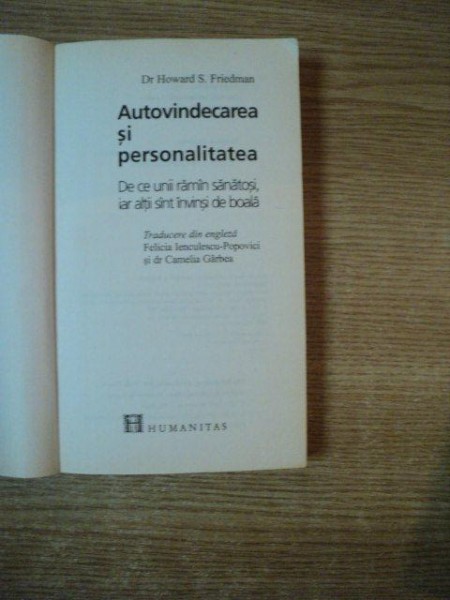 Dr Howard S. Friedman
Autovindecarea
și
personalitatea
De ce unii rămîn sănătoși,
iar alții sînt învinși de boală
Traducere din engleză
Felicia Ienculescu-Popovici
și dr Camelia Gîrbea
HUMANITAS